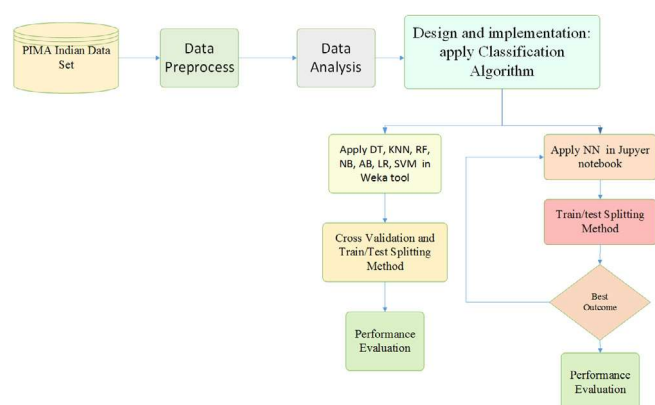 PIMA Indian Data
Set
Data
Preprocess
Data
Analysis
Design and implementation:
apply Classification
Algorithm
Apply DT, KNN, RF,
NB, AB, LR, SVM in
Weka tool
Cross Validation and
Train/Test Splitting
Method
Performance
Evaluation
Apply NN in Jupyer
notebook
Train/test Splitting
Method
Best
Outcome
Performance
Evaluation